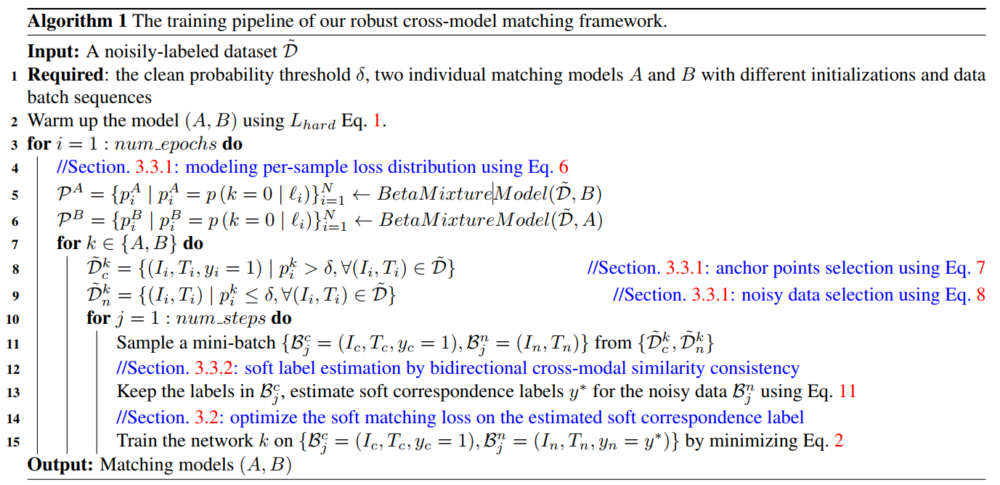 Algorithm 1 The training pipeline of our robust cross-model matching framework.
Input: A noisily-labeled dataset $\tilde{\mathcal{D}}$
1 Required: the clean probability threshold δ, two individual matching models A and B with different initializations and data
batch sequences
2 Warm up the model (A, B) using $L_{hard}$ Eq. 1.
3 for i = 1 : num_epochs do
4 //Section. 3.3.1: modeling per-sample loss distribution using Eq. 6
5 $\mathcal{P}^A = \{p_i^A \mid p_i^A = p(k = 0 \mid \ell_i)\}_{i=1}^N \leftarrow BetaMixtureModel(\tilde{\mathcal{D}}, B)$
6 $\mathcal{P}^B = \{p_i^B \mid p_i^B = p(k = 0 \mid \ell_i)\}_{i=1}^N \leftarrow BetaMixtureModel(\tilde{\mathcal{D}}, A)$
7 for k ∈ {A, B} do
8 $\tilde{\mathcal{D}}_c^k = \{(I_i, T_i, y_i = 1) \mid p_i^k > \delta, \forall (I_i, T_i) \in \tilde{\mathcal{D}}\}$ //Section. 3.3.1: anchor points selection using Eq. 7
9 $\tilde{\mathcal{D}}_n^k = \{(I_i, T_i) \mid p_i^k \leq \delta, \forall (I_i, T_i) \in \tilde{\mathcal{D}}\}$ //Section. 3.3.1: noisy data selection using Eq. 8
10 for j = 1 : num_steps do
11 Sample a mini-batch $\{\mathcal{B}_j^c = (I_c, T_c, y_c = 1), \mathcal{B}_j^n = (I_n, T_n)\}$ from $\{\tilde{\mathcal{D}}_c^k, \tilde{\mathcal{D}}_n^k\}$
12 //Section. 3.3.2: soft label estimation by bidirectional cross-modal similarity consistency
13 Keep the labels in $\mathcal{B}_j^c$, estimate soft correspondence labels $y^*$ for the noisy data $\mathcal{B}_j^n$ using Eq. 11
14 //Section. 3.2: optimize the soft matching loss on the estimated soft correspondence label
15 Train the network k on $\{\mathcal{B}_j^c = (I_c, T_c, y_c = 1), \mathcal{B}_j^n = (I_n, T_n, y_n = y^*)\}$ by minimizing Eq. 2
Output: Matching models (A, B)